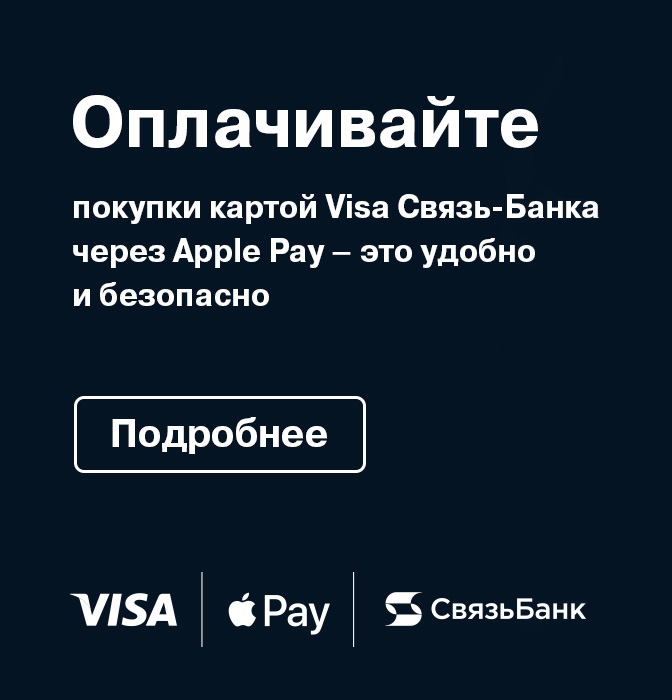 Оплачивайте
покупки картой Visa Связь-Банка
через Apple Pay – это удобно
и безопасно
Подробнее
VISA Pay СвязьБанк